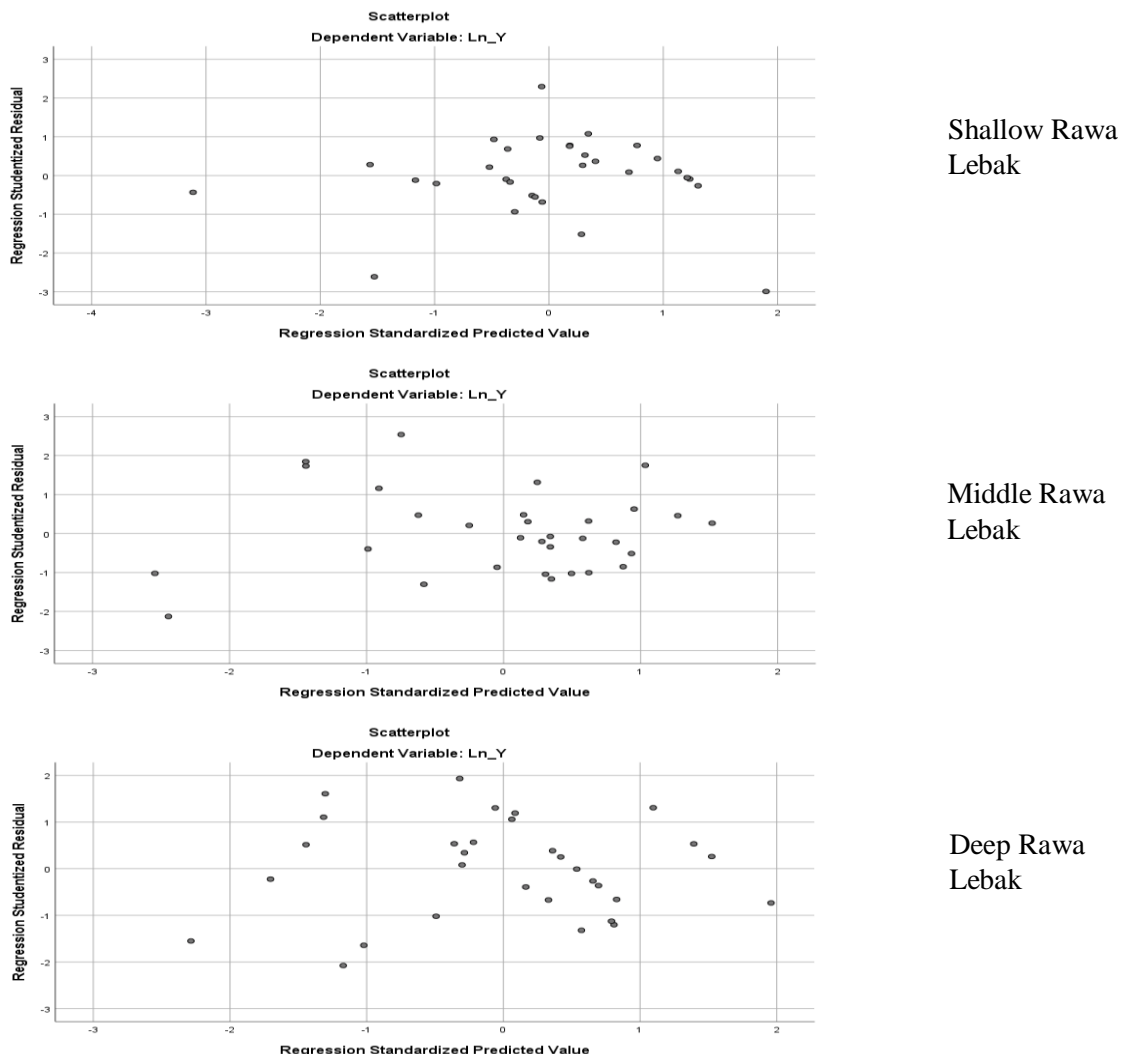 Scatterplot
Dependent Variable: Ln_Y
3
2
1
0
-1
-2
-3
Regression Studentized Residual
-4 -3 -2 -1 0 1 2
Regression Standardized Predicted Value
Shallow Rawa
Lebak
Scatterplot
Dependent Variable: Ln_Y
3
2
1
0
-1
-2
-3
Regression Studentized Residual
-3 -2 -1 0 1 2
Regression Standardized Predicted Value
Middle Rawa
Lebak
Scatterplot
Dependent Variable: Ln_Y
2
1
0
-1
-2
-3
Regression Studentized Residual
-3 -2 -1 0 1 2
Regression Standardized Predicted Value
Deep Rawa
Lebak